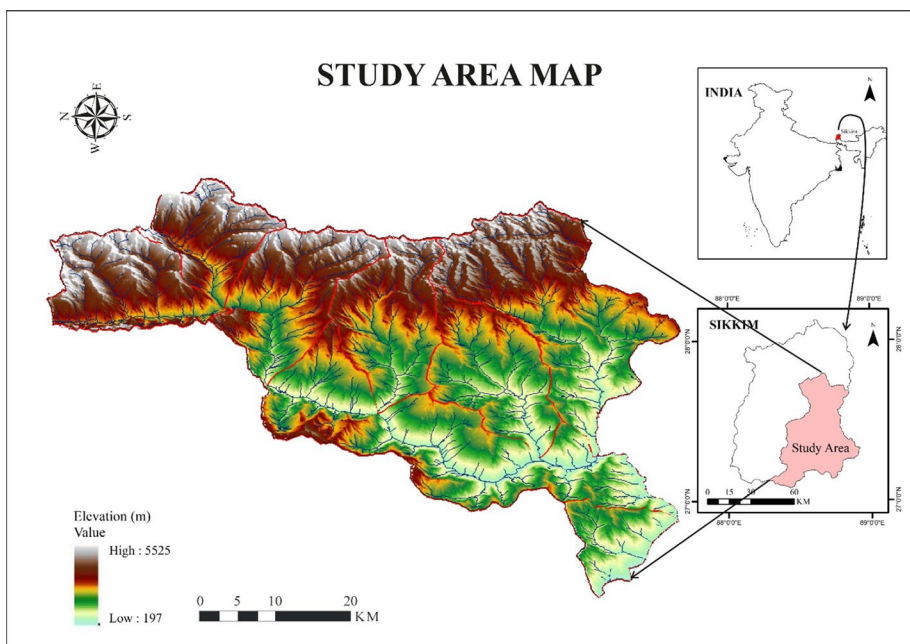 STUDY AREA MAP
N
E
S
W
INDIA
N
Sikkim
88°0'0"E
89°0'0"E
SIKKIM
N
28°0'0"N
28°0'0"N
Study Area
0 15 30 60
KM
27°0'0"N
27°0'0"N
88°0'0"E
89°0'0"E
Elevation (m)
Value
High : 5525
Low : 197
0 5 10 20
KM